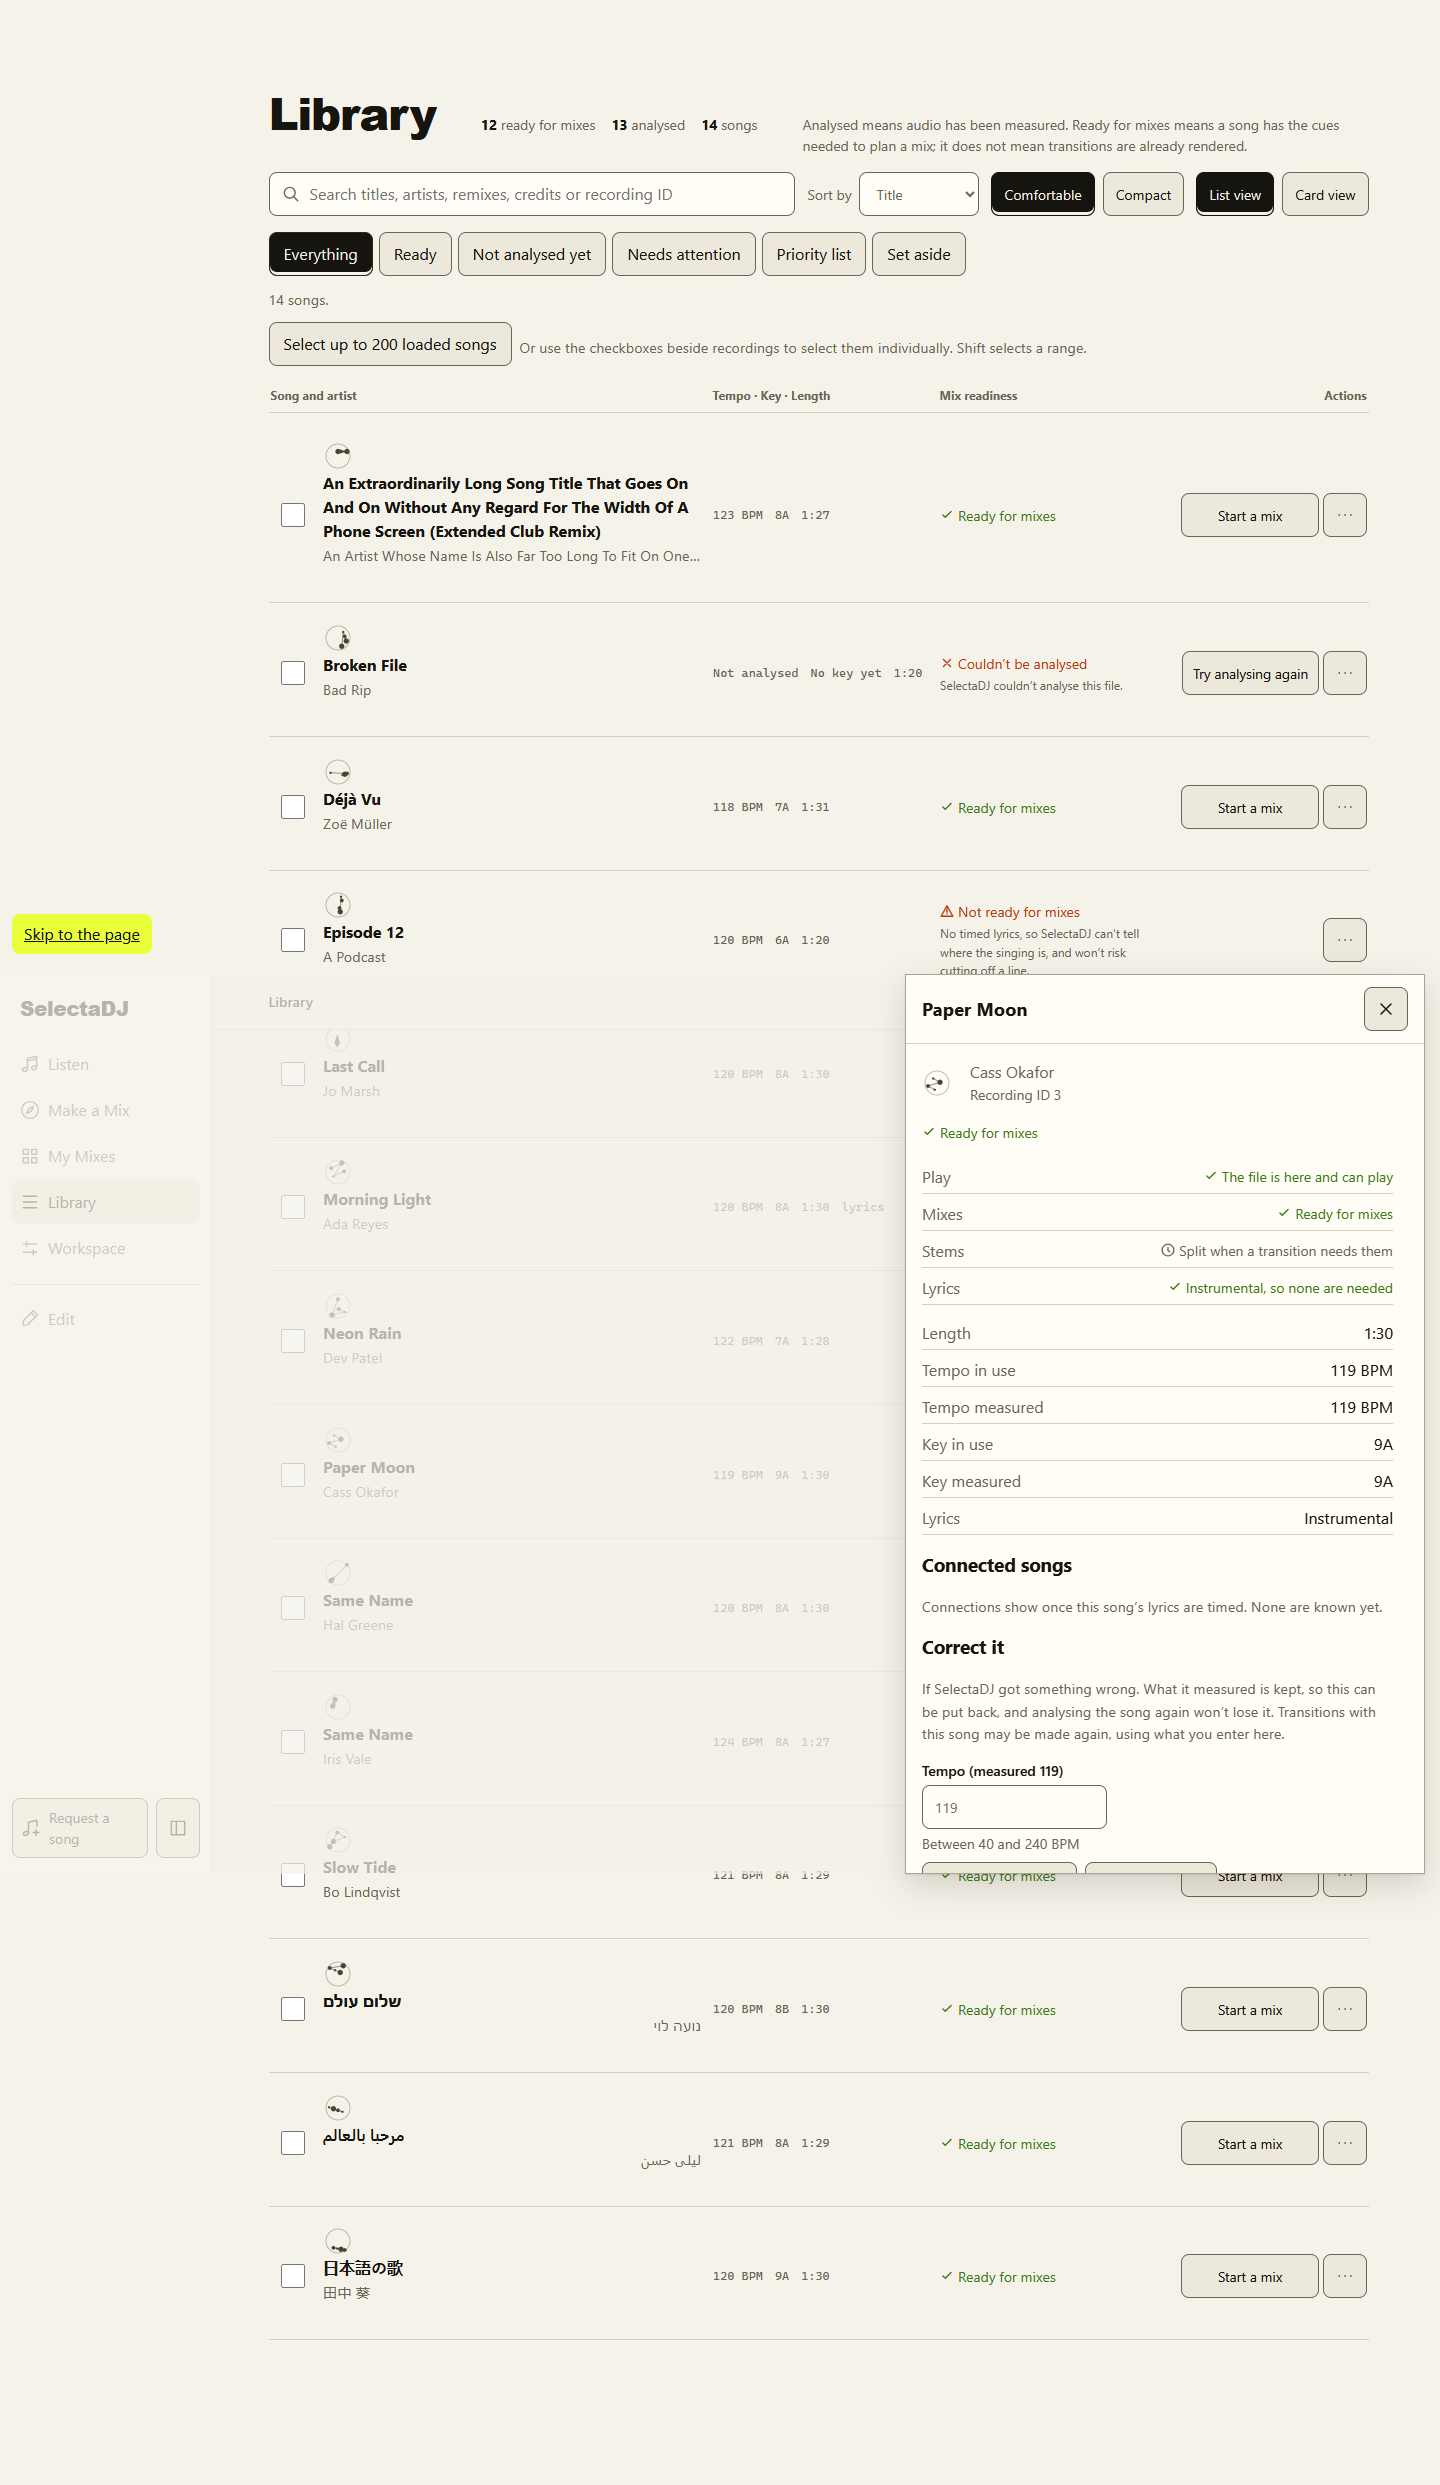 Library
12 ready for mixes 13 analysed 14 songs
Analysed means audio has been measured. Ready for mixes means a song has the cues
needed to plan a mix; it does not mean transitions are already rendered.
Search titles, artists, remixes, credits or recording ID
Sort by Title Comfortable Compact List view Card view
Everything Ready Not analysed yet Needs attention Priority list Set aside
14 songs.
Select up to 200 loaded songs Or use the checkboxes beside recordings to select them individually. Shift selects a range.
Song and artist Tempo · Key · Length Mix readiness Actions
An Extraordinarily Long Song Title That Goes On
And On Without Any Regard For The Width Of A
Phone Screen (Extended Club Remix)
An Artist Whose Name Is Also Far Too Long To Fit On One...
123 BPM 8A 1:27
Ready for mixes
Start a mix
Broken File
Bad Rip
Not analysed No key yet 1:20
Couldn't be analysed
SelectaDJ couldn't analyse this file.
Try analysing again
Déjà Vu
Zoë Müller
118 BPM 7A 1:31
Ready for mixes
Start a mix
Episode 12
A Podcast
120 BPM 6A 1:20
Not ready for mixes
No timed lyrics, so SelectaDJ can't tell
where the singing is, and won't risk
cutting off a line.
Skip to the page
SelectaDJ
Listen
Make a Mix
My Mixes
Library
Workspace
Edit
Request a
song
Library
Last Call
Jo Marsh
120 BPM 8A 1:30
Morning Light
Ada Reyes
120 BPM 8A 1:30 lyrics
Neon Rain
Dev Patel
122 BPM 7A 1:28
Paper Moon
Cass Okafor
119 BPM 9A 1:30
Same Name
Hal Greene
120 BPM 8A 1:30
Same Name
Iris Vale
124 BPM 8A 1:27
Slow Tide
Bo Lindqvist
121 BPM 8A 1:29
Ready for mixes
Start a mix
Paper Moon
Cass Okafor
Recording ID 3
Ready for mixes
Play The file is here and can play
Mixes Ready for mixes
Stems Split when a transition needs them
Lyrics Instrumental, so none are needed
Length 1:30
Tempo in use 119 BPM
Tempo measured 119 BPM
Key in use 9A
Key measured 9A
Lyrics Instrumental
Connected songs
Connections show once this song's lyrics are timed. None are known yet.
Correct it
If SelectaDJ got something wrong. What it measured is kept, so this can
be put back, and analysing the song again won't lose it. Transitions with
this song may be made again, using what you enter here.
Tempo (measured 119)
119
Between 40 and 240 BPM
שלום עולם
נועה לוי
120 BPM 8B 1:30
Ready for mixes
Start a mix
مرحبا بالعالم
ليلى حسن
121 BPM 8A 1:29
Ready for mixes
Start a mix
日本語の歌
田中 葵
120 BPM 9A 1:30
Ready for mixes
Start a mix